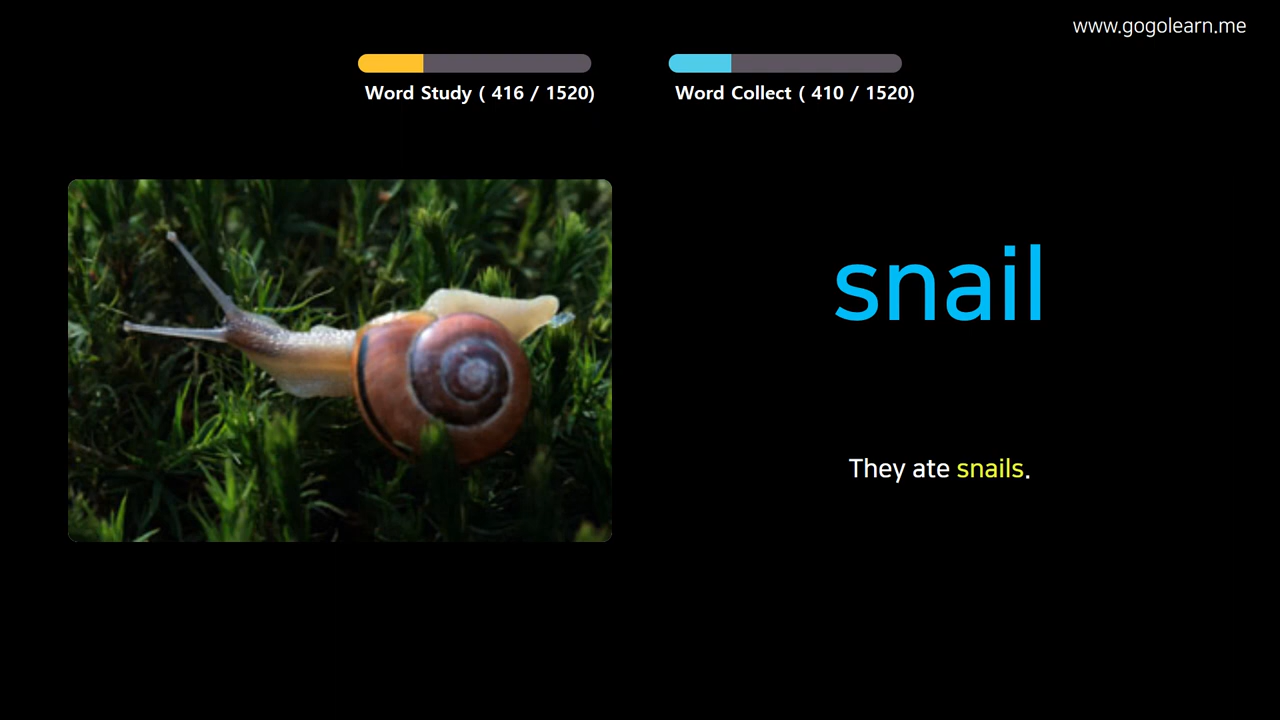 www.gogolearn.me
Word Study ( 416 / 1520)
Word Collect ( 410 / 1520)
snail
They ate snails.